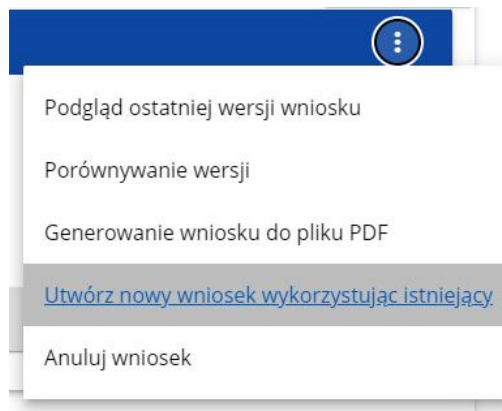 Podgląd ostatniej wersji wniosku
Porównywanie wersji
Generowanie wniosku do pliku PDF
Utwórz nowy wniosek wykorzystując istniejący
Anuluj wniosek